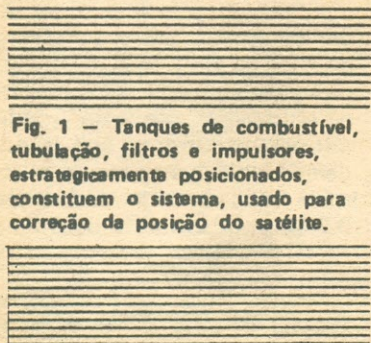 Fig. 1 — Tanques de combustível,
tubulação, filtros e impulsores,
estrategicamente posicionados,
constituem o sistema, usado para
correção da posição do satélite.